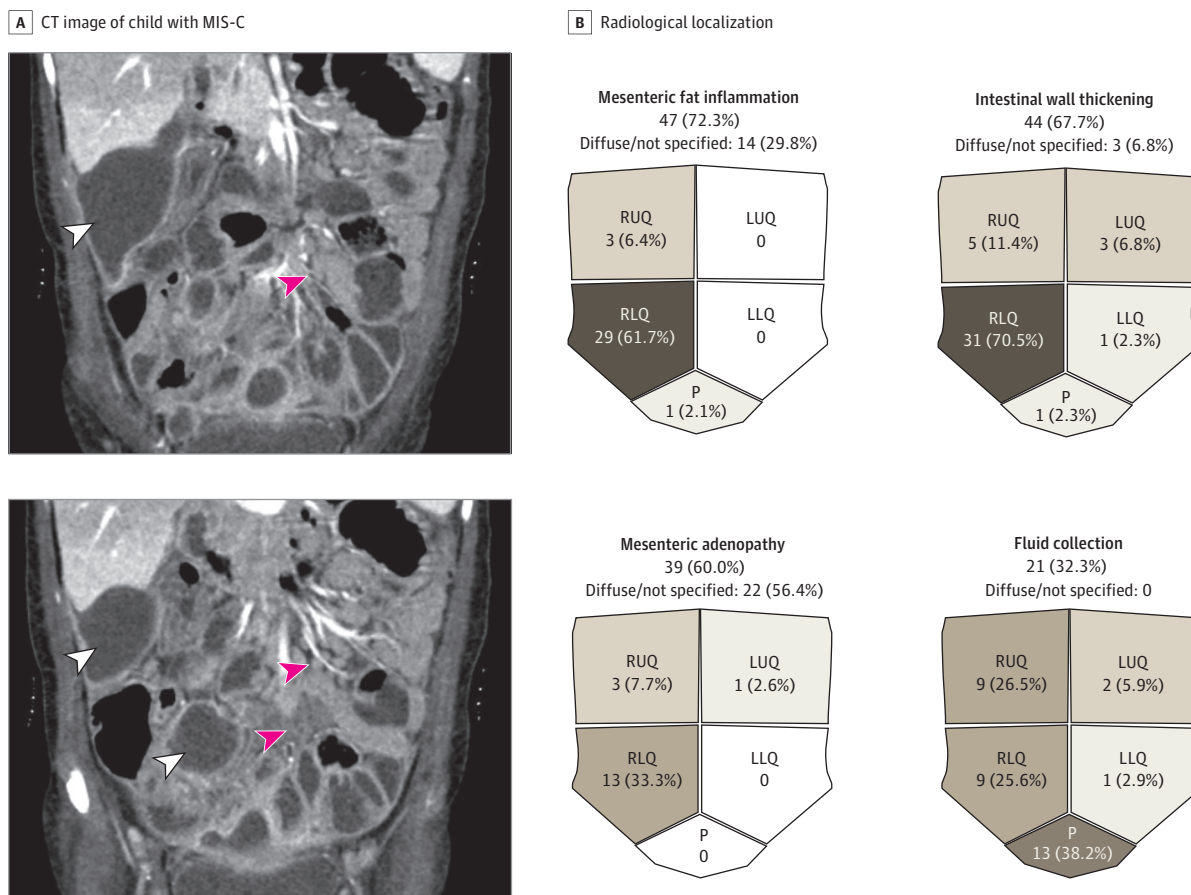 A CT image of child with MIS-C
B Radiological localization
Mesenteric fat inflammation
47 (72.3%)
Diffuse/not specified: 14 (29.8%)
RUQ
3 (6.4%)
LUQ
0
RLQ
29 (61.7%)
LLQ
0
P
1 (2.1%)
Intestinal wall thickening
44 (67.7%)
Diffuse/not specified: 3 (6.8%)
RUQ
5 (11.4%)
LUQ
3 (6.8%)
RLQ
31 (70.5%)
LLQ
1 (2.3%)
P
1 (2.3%)
Mesenteric adenopathy
39 (60.0%)
Diffuse/not specified: 22 (56.4%)
RUQ
3 (7.7%)
LUQ
1 (2.6%)
RLQ
13 (33.3%)
LLQ
0
P
0
Fluid collection
21 (32.3%)
Diffuse/not specified: 0
RUQ
9 (26.5%)
LUQ
2 (5.9%)
RLQ
9 (25.6%)
LLQ
1 (2.9%)
P
13 (38.2%)